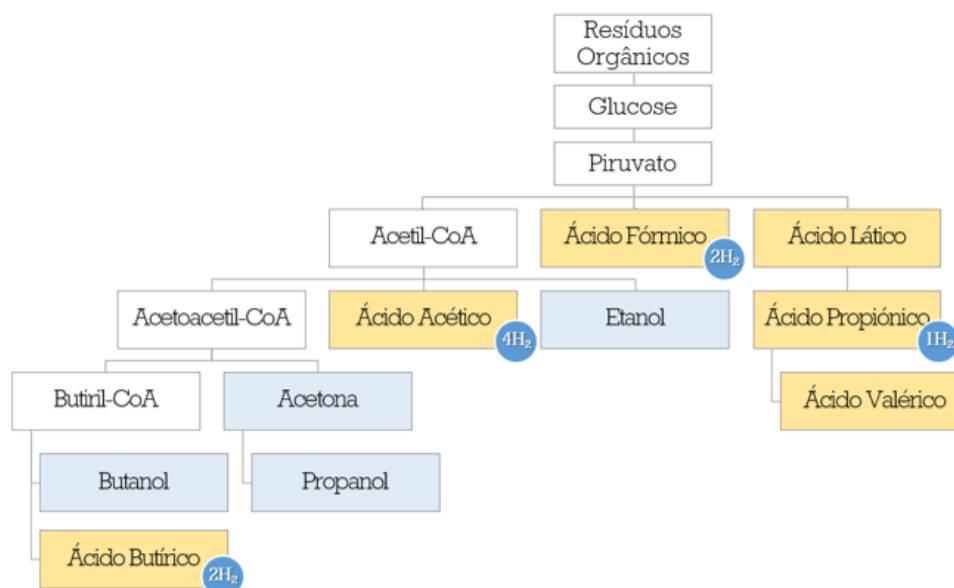 Resíduos
Orgânicos
Glucose
Piruvato
Acetil-CoA
Ácido Fórmico
2H₂
Ácido Lático
Acetoacetil-CoA
Ácido Acético
4H₂
Etanol
Ácido Propiónico
1H₂
Butiril-CoA
Acetona
Ácido Valérico
Butanol
Propanol
Ácido Butírico
2H₂